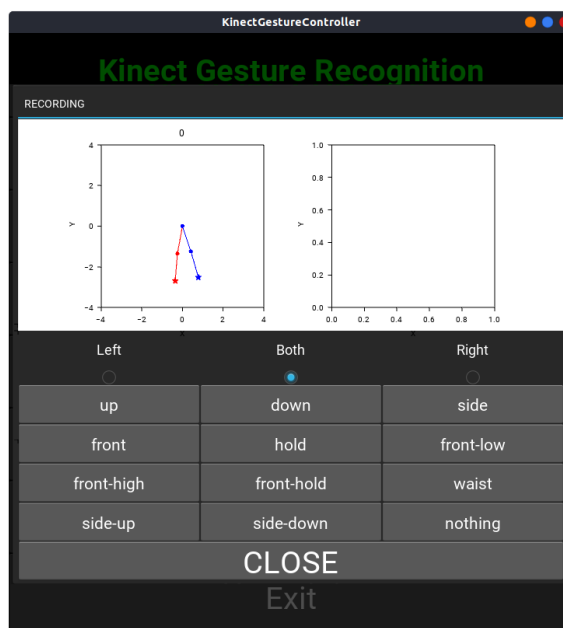 KinectGestureController
Kinect Gesture Recognition
RECORDING
0
4
2
0
−2
−4
Y
−4 −2 0 2 4
1.0
0.8
0.6
0.4
0.2
0.0
Y
0.0 0.2 0.4 0.6 0.8 1.0
Left Both Right
up down side
front hold front-low
front-high front-hold waist
side-up side-down nothing
CLOSE
Exit